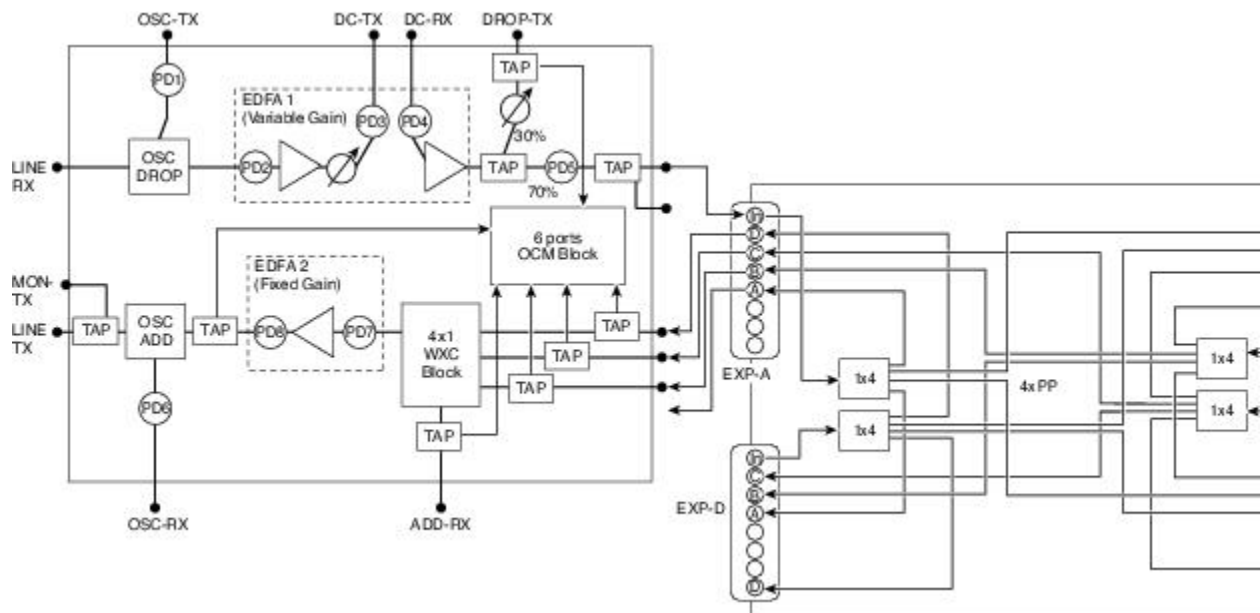 OSC-TX
DC-TX
DC-RX
DROP-TX
PD1
TAP
EDFA 1
(Variable Gain)
PD3
PD4
30%
LINE
RX
OSC
DROP
PD2
TAP
PD5
TAP
70%
6 ports
OCM Block
MON-
TX
LINE
TX
TAP
OSC
ADD
TAP
EDFA 2
(Fixed Gain)
PD8
PD7
4x1
WXC
Block
TAP
TAP
TAP
TAP
PD6
OSC-RX
ADD-RX
In
D
C
B
A
EXP-A
1x4
1x4
4xPP
1x4
1x4
EXP-D
In
C
B
A
D